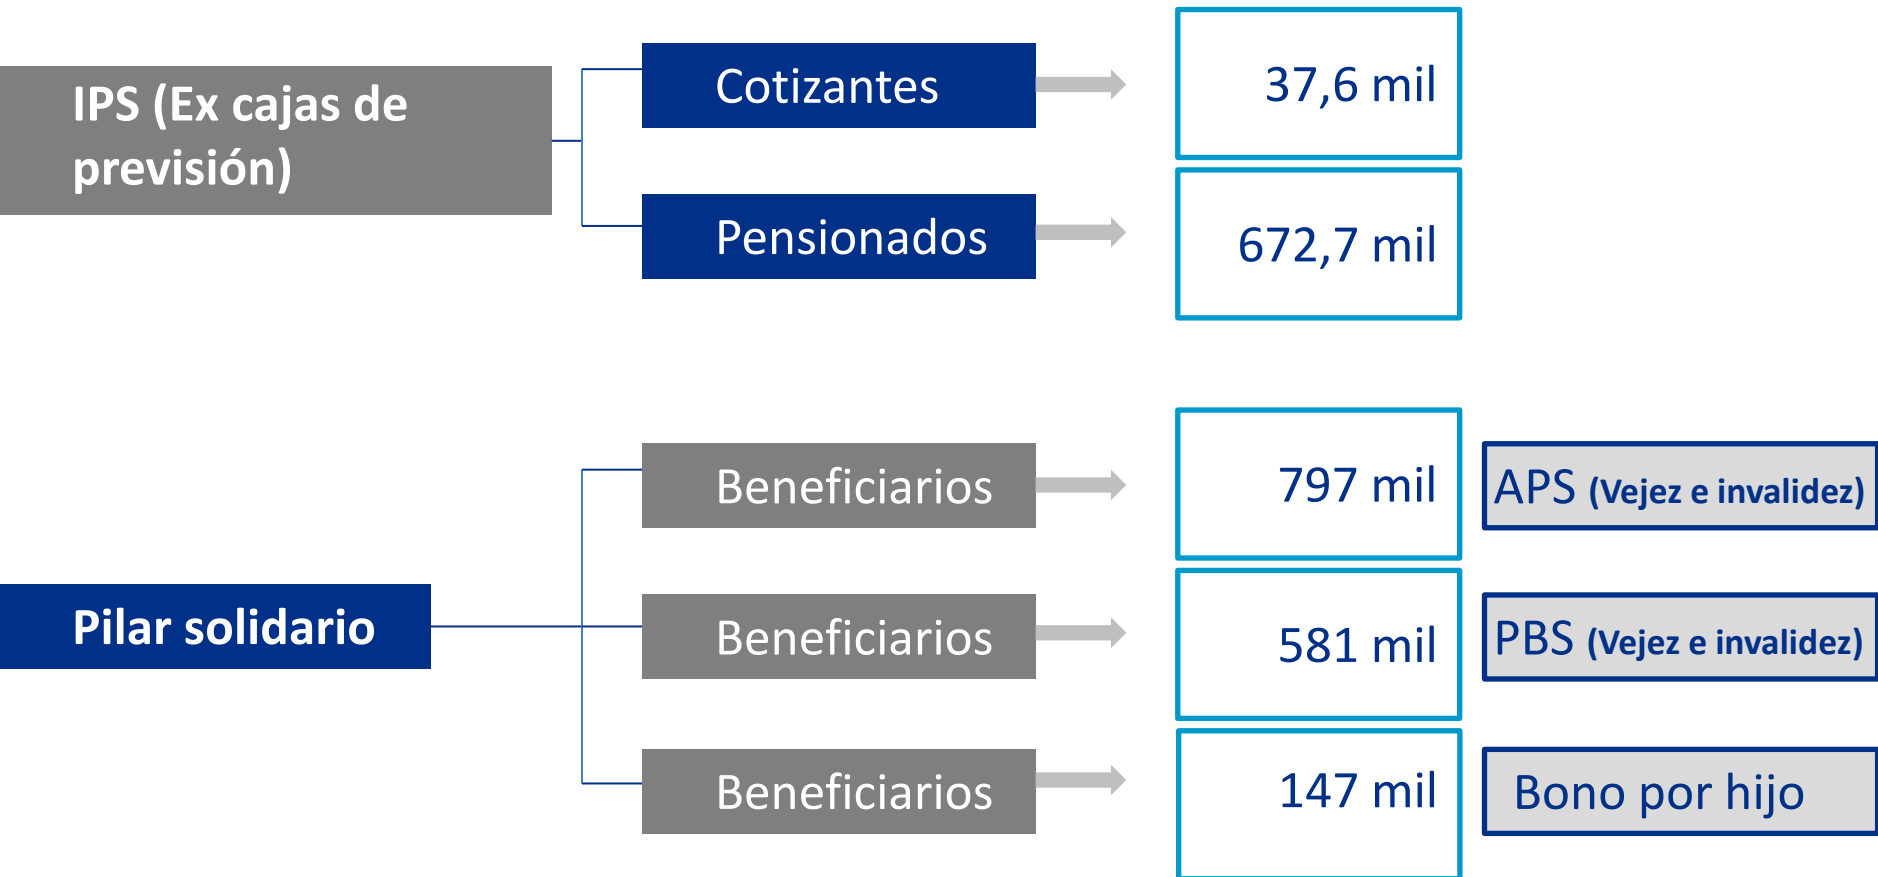 IPS (Ex cajas de
previsión)
Cotizantes
37,6 mil
Pensionados
672,7 mil
Pilar solidario
Beneficiarios
797 mil
APS (Vejez e invalidez)
Beneficiarios
581 mil
PBS (Vejez e invalidez)
Beneficiarios
147 mil
Bono por hijo